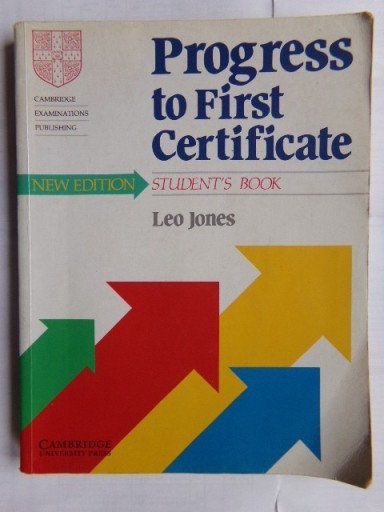 Progress
to First
Certificate
CAMBRIDGE
EXAMINATIONS
PUBLISHING
NEW EDITION
STUDENT'S BOOK
Leo Jones
CAMBRIDGE
UNIVERSITY PRESS